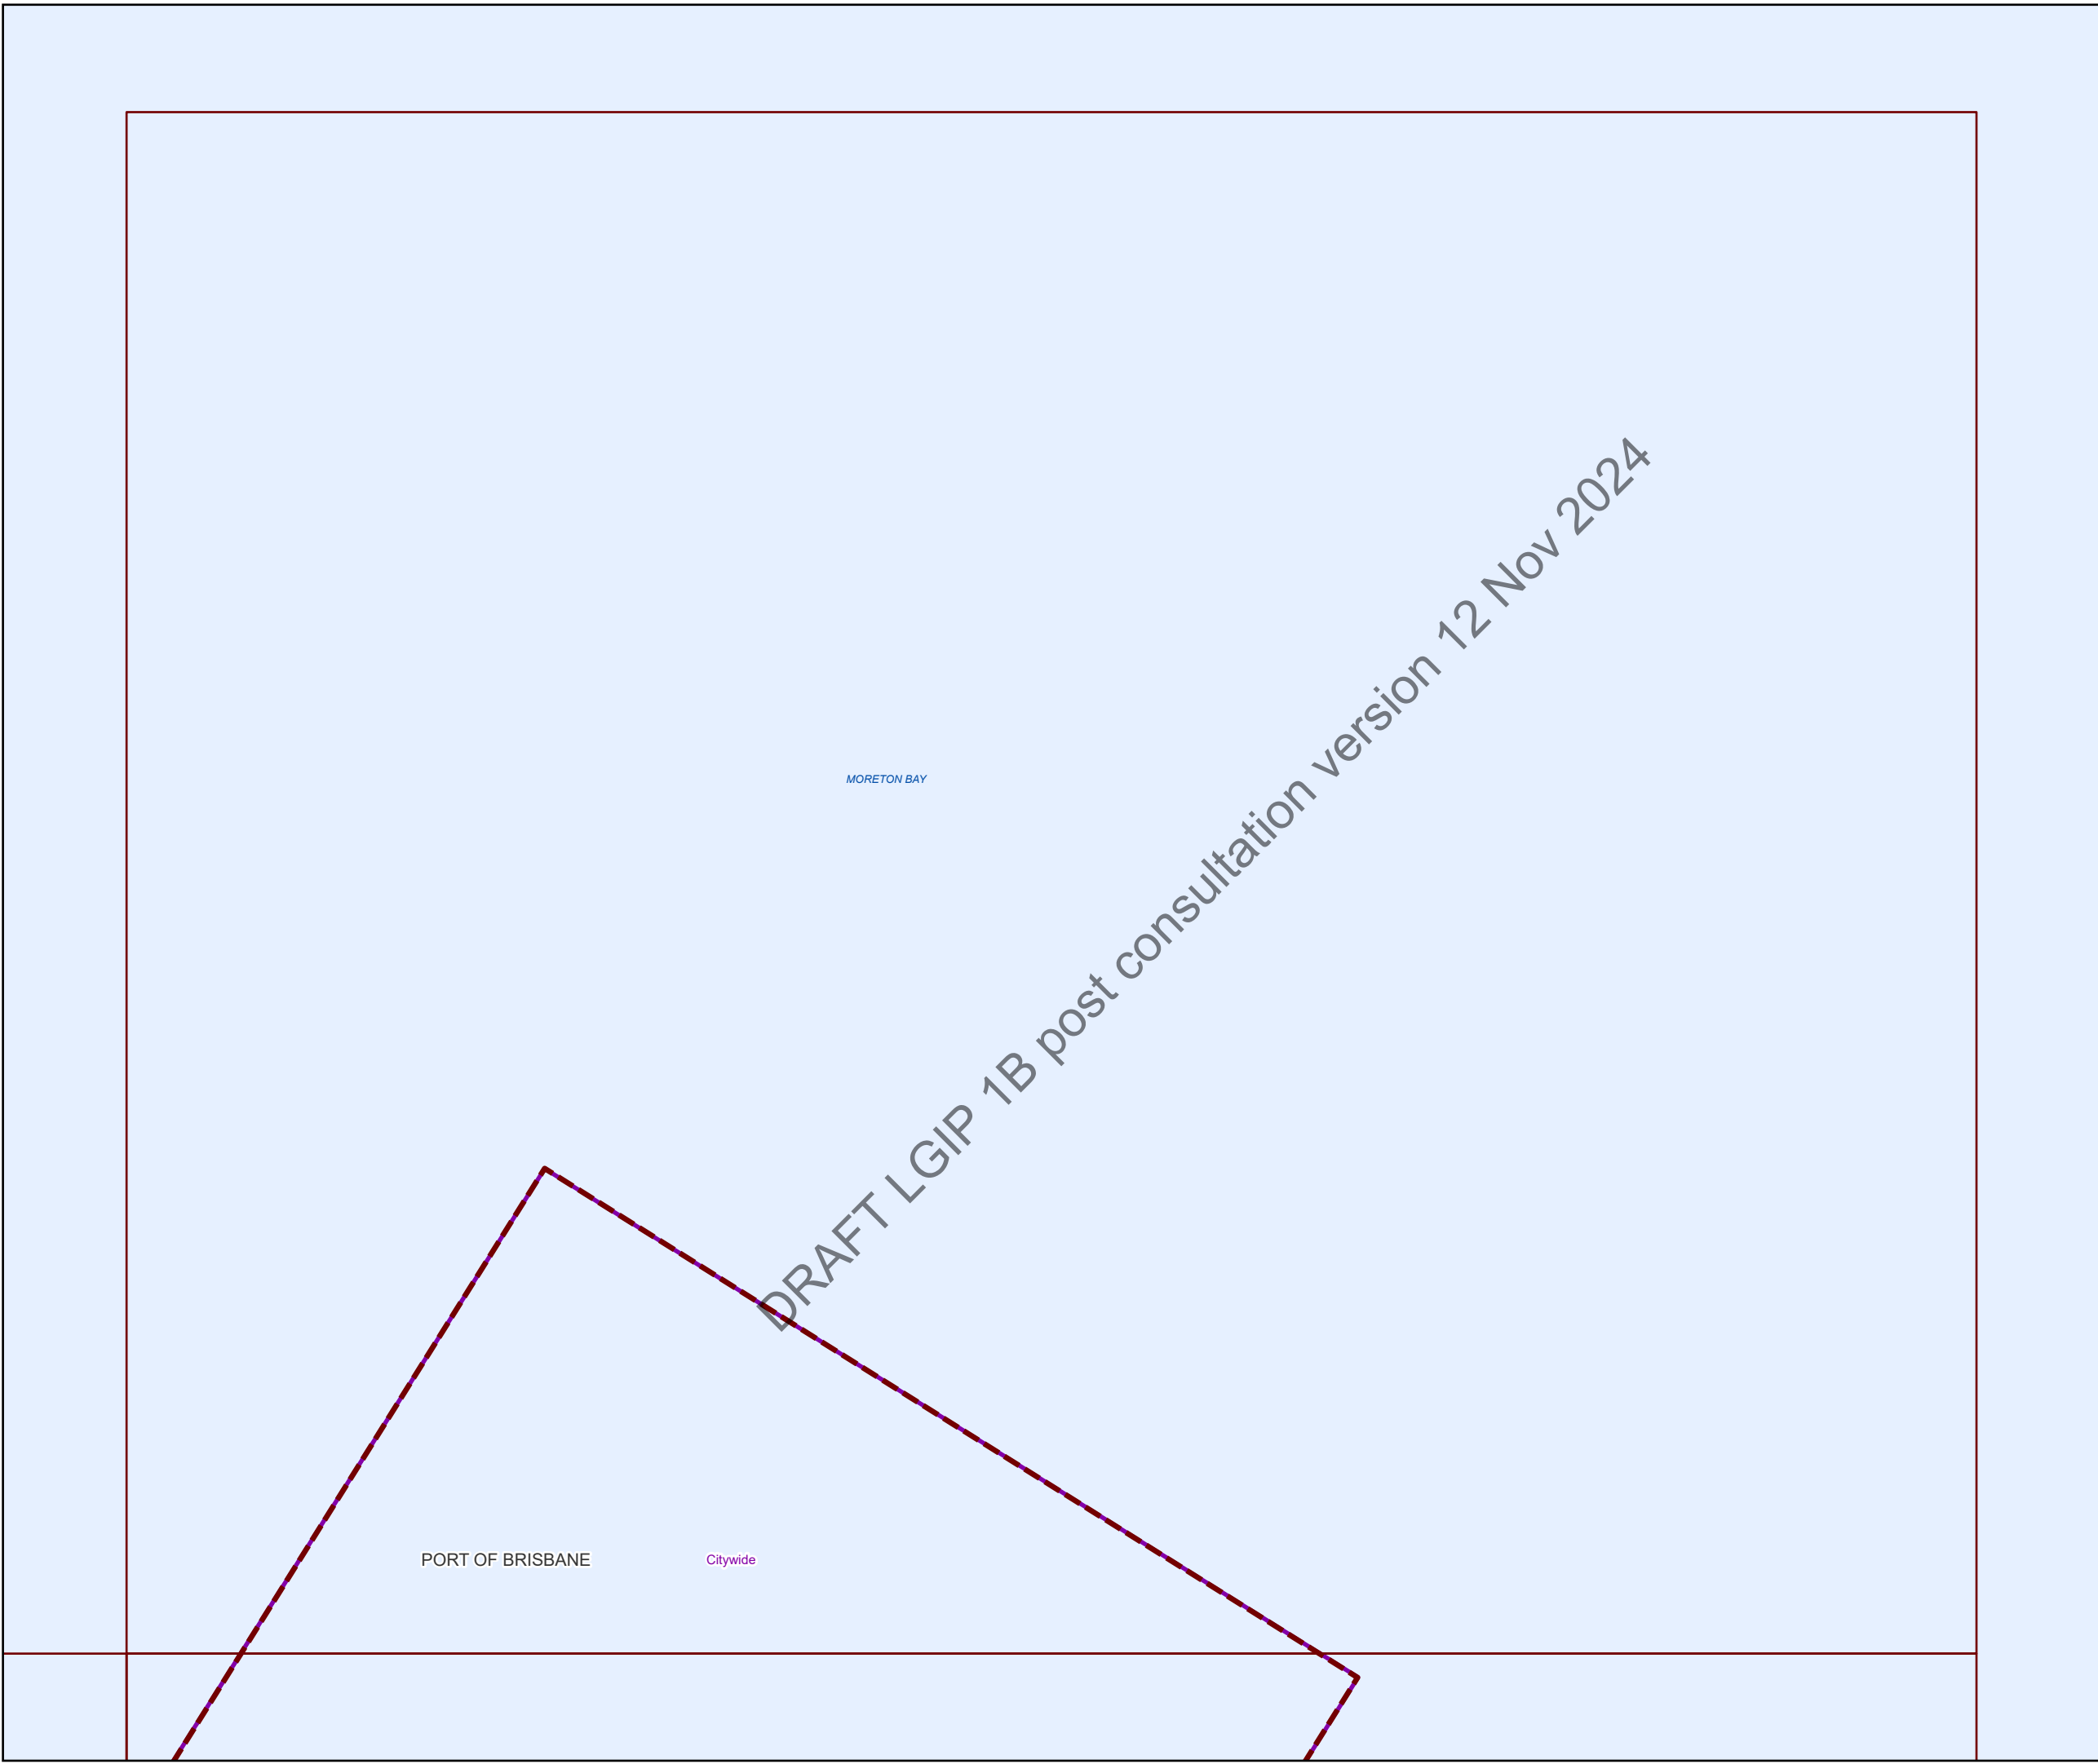 MORETON BAY
DRAFT LGIP 1B post consultation version 12 Nov 2024
PORT OF BRISBANE
Citywide